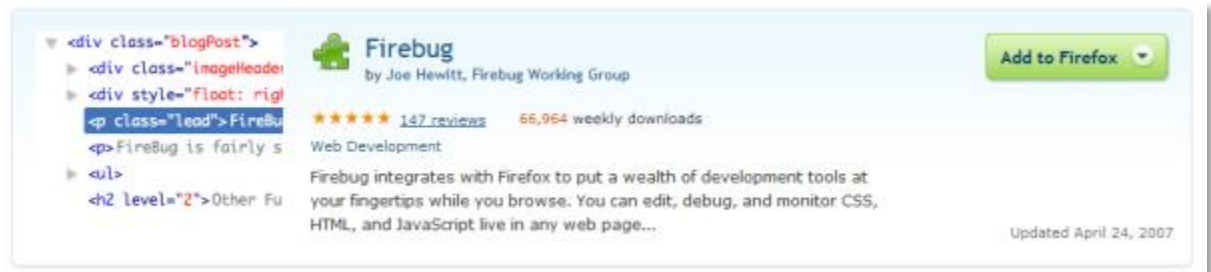 <div class="blogPost">
<div class="imageHeader
<div style="float: righ
<p class="lead">FireBu
<p>FireBug is fairly s
<ul>
<h2 level="2">Other Fu
Firebug
by Joe Hewitt, Firebug Working Group
147 reviews 66,964 weekly downloads
Web Development
Firebug integrates with Firefox to put a wealth of development tools at
your fingertips while you browse. You can edit, debug, and monitor CSS,
HTML, and JavaScript live in any web page...
Add to Firefox
Updated April 24, 2007